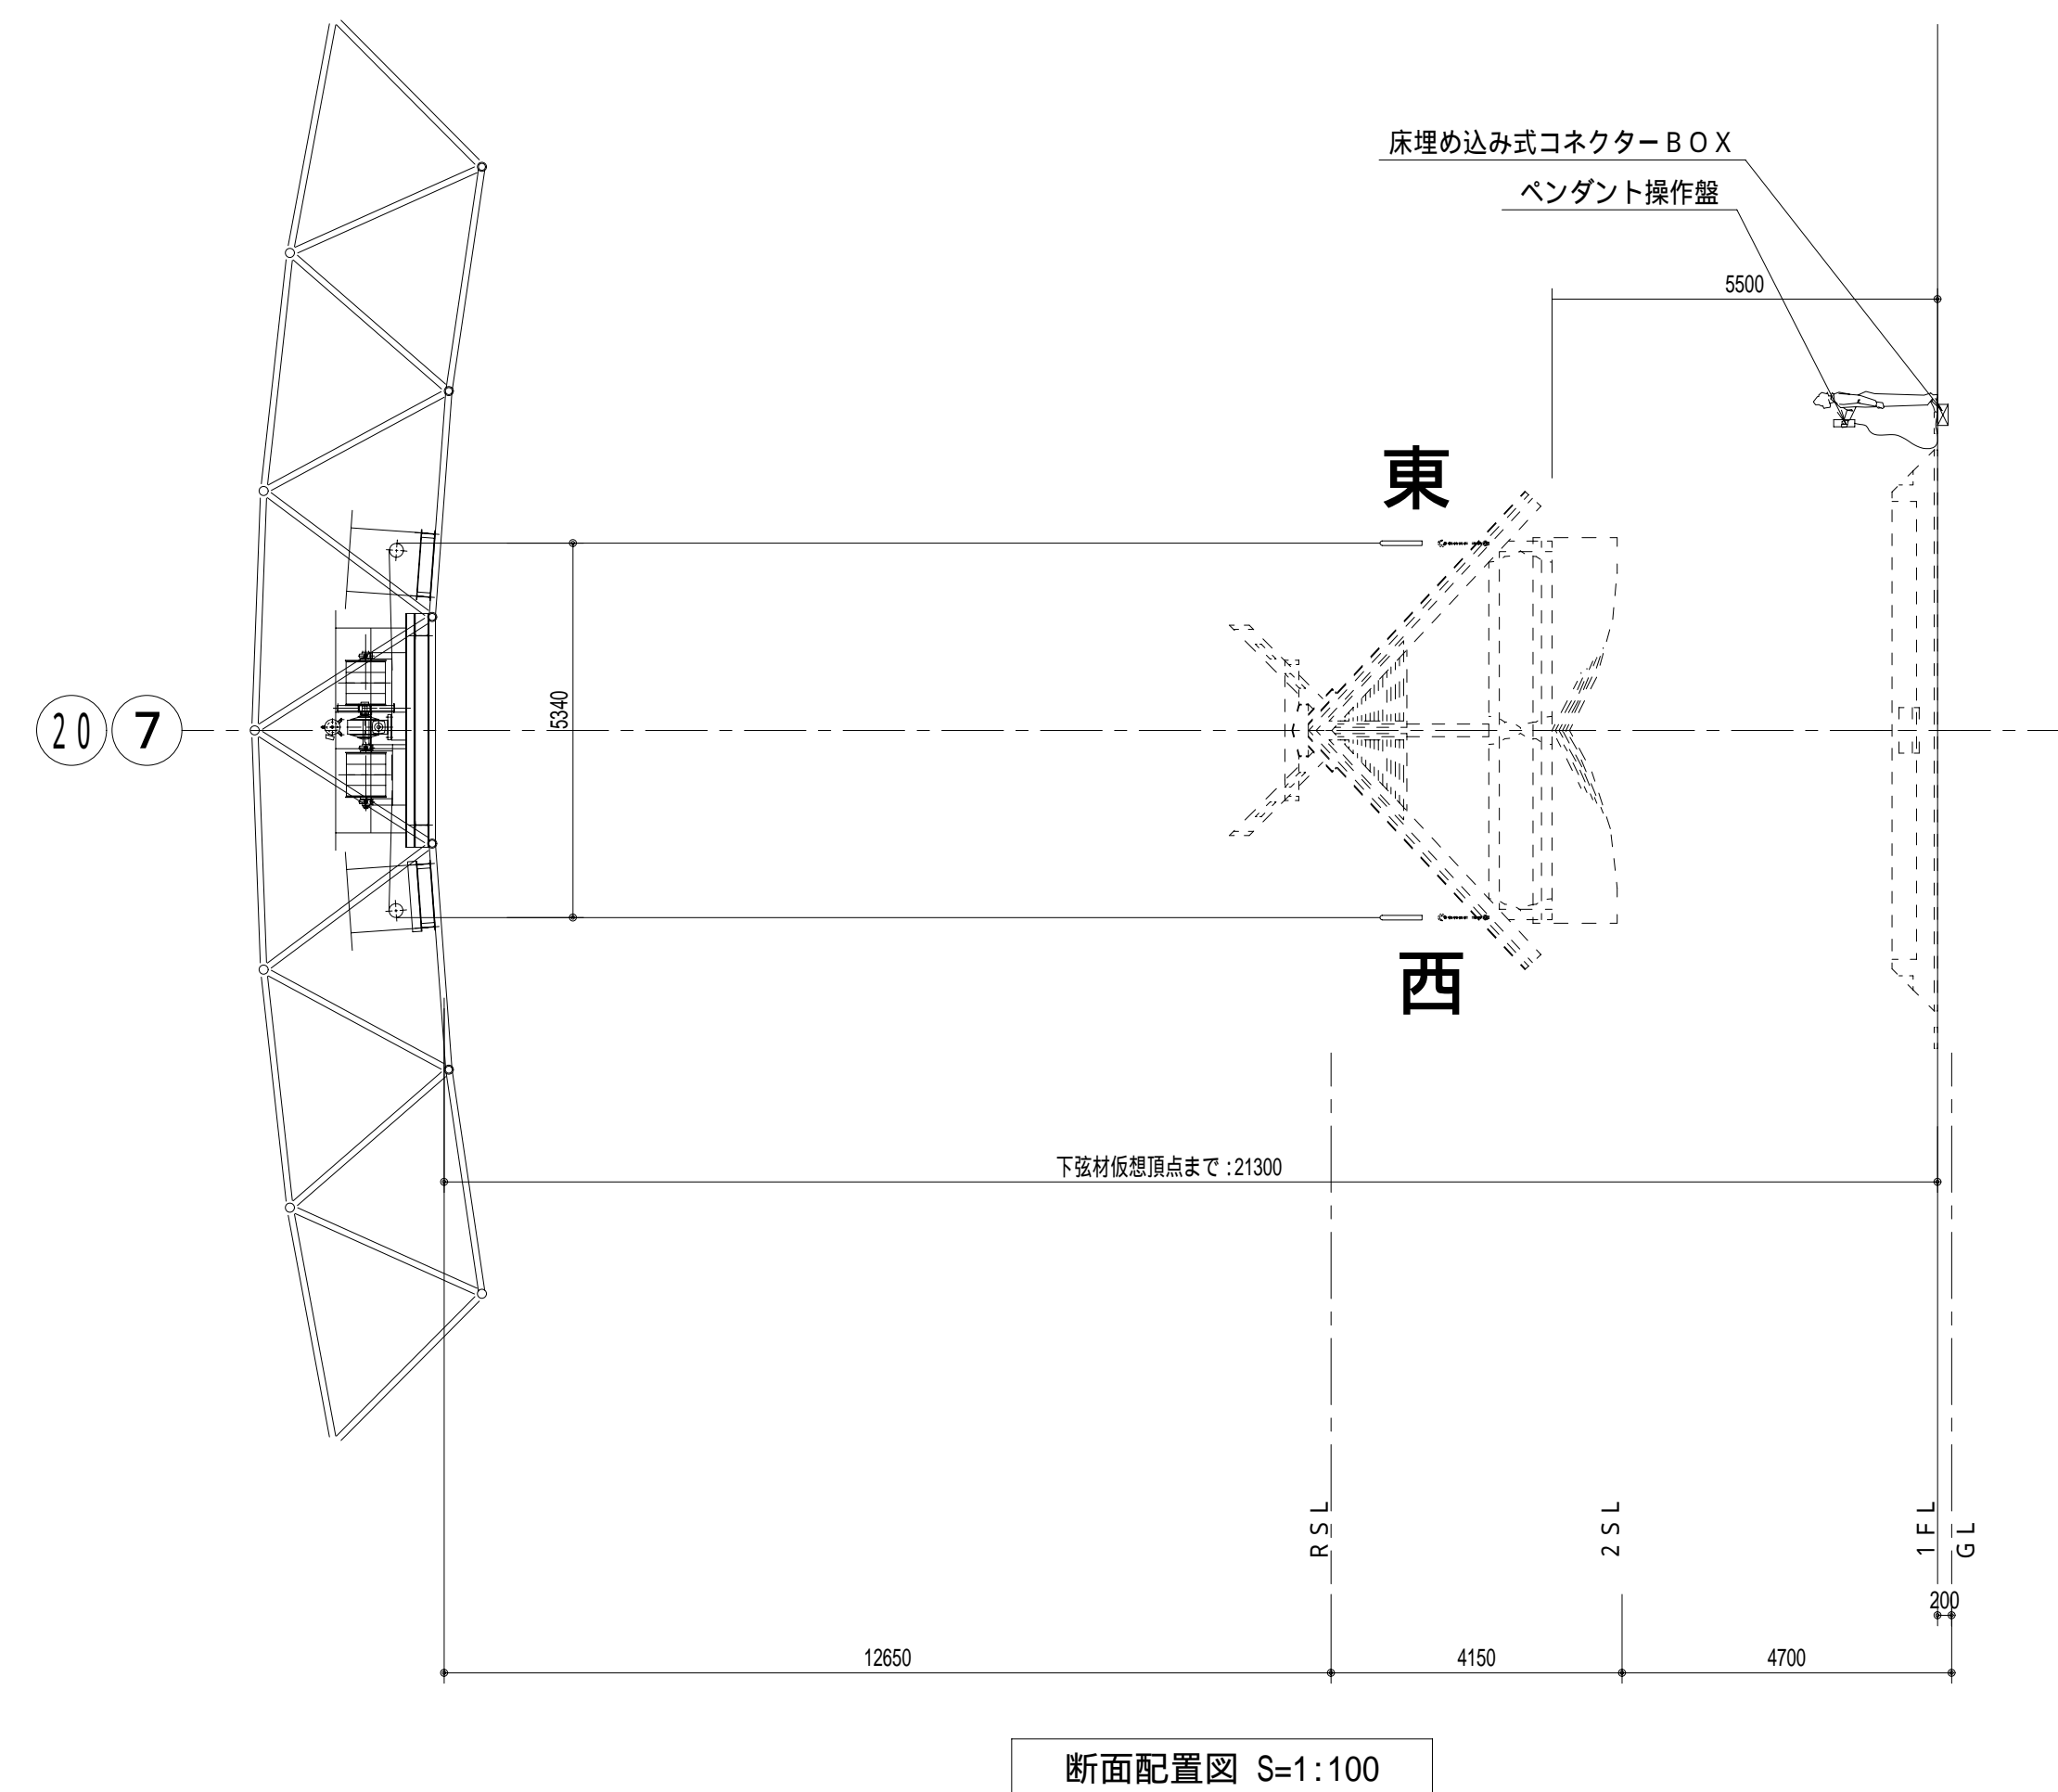 床埋め込み式コネクターＢＯＸ
ペンダント操作盤
5500
東
20
7
5340
西
下弦材仮想頂点まで:21300
RSL
2SL
1FL
GL
200
12650
4150
4700
断面配置図 S=1:100